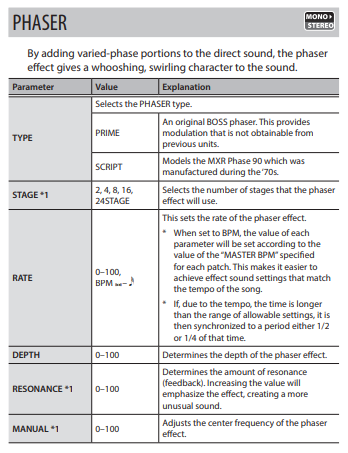 PHASER
MONO
STEREO
By adding varied-phase portions to the direct sound, the phaser
effect gives a whooshing, swirling character to the sound.
Parameter Value Explanation
TYPE
Selects the PHASER type.
PRIME
An original BOSS phaser. This provides
modulation that is not obtainable from
previous units.
SCRIPT
Models the MXR Phase 90 which was
manufactured during the '70s.
STAGE *1
2, 4, 8, 16,
24STAGE
Selects the number of stages that the phaser
effect will use.
RATE
0–100,
BPM –
This sets the rate of the phaser effect.
* When set to BPM, the value of each
parameter will be set according to the
value of the “MASTER BPM” specified
for each patch. This makes it easier to
achieve effect sound settings that match
the tempo of the song.
* If, due to the tempo, the time is longer
than the range of allowable settings, it is
then synchronized to a period either 1/2
or 1/4 of that time.
DEPTH 0–100 Determines the depth of the phaser effect.
RESONANCE *1
0–100
Determines the amount of resonance
(feedback). Increasing the value will
emphasize the effect, creating a more
unusual sound.
MANUAL *1
0–100
Adjusts the center frequency of the phaser
effect.